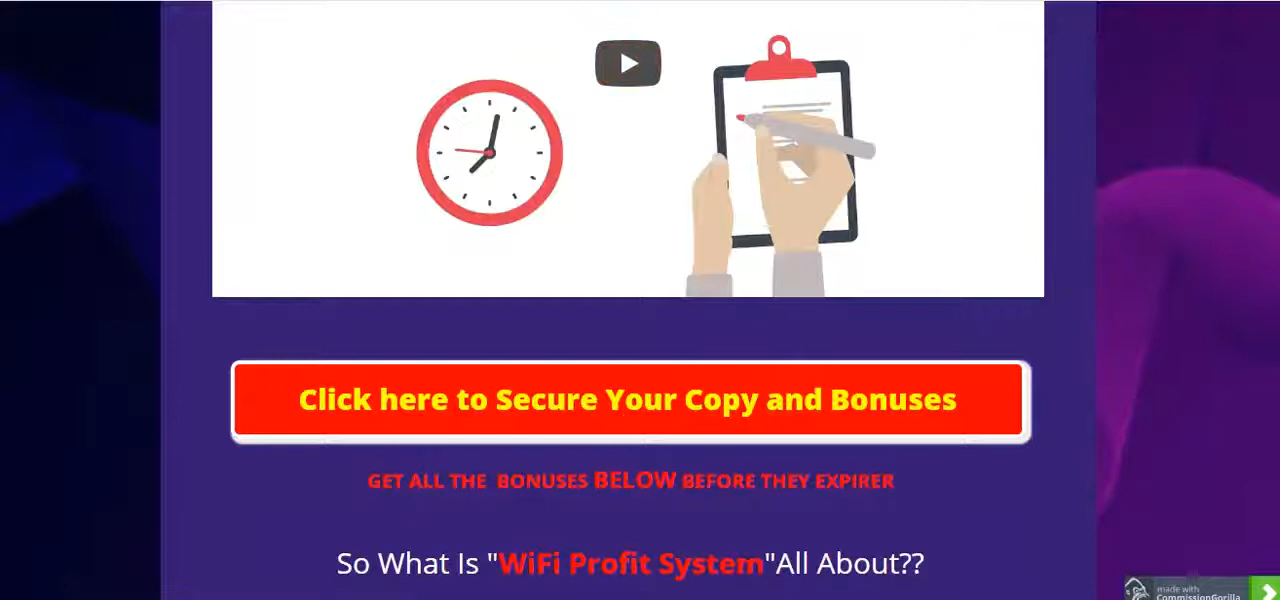 Click here to Secure Your Copy and Bonuses
GET ALL THE BONUSES BELOW BEFORE THEY EXPIRER
So What Is "WiFi Profit System"All About??
made with
CommissionGorilla